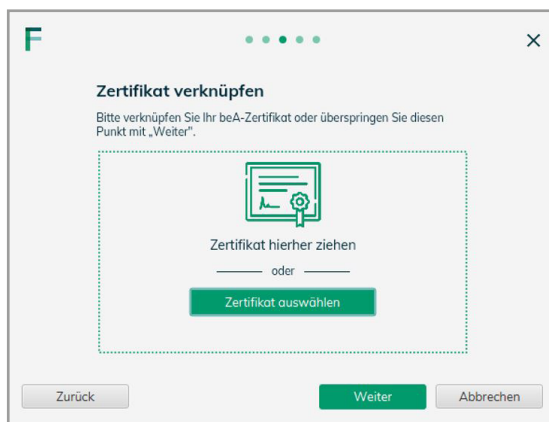 F
Zertifikat verknüpfen
Bitte verknüpfen Sie Ihr beA-Zertifikat oder überspringen Sie diesen
Punkt mit „Weiter".
Zertifikat hierher ziehen
oder
Zertifikat auswählen
Zurück
Weiter
Abbrechen